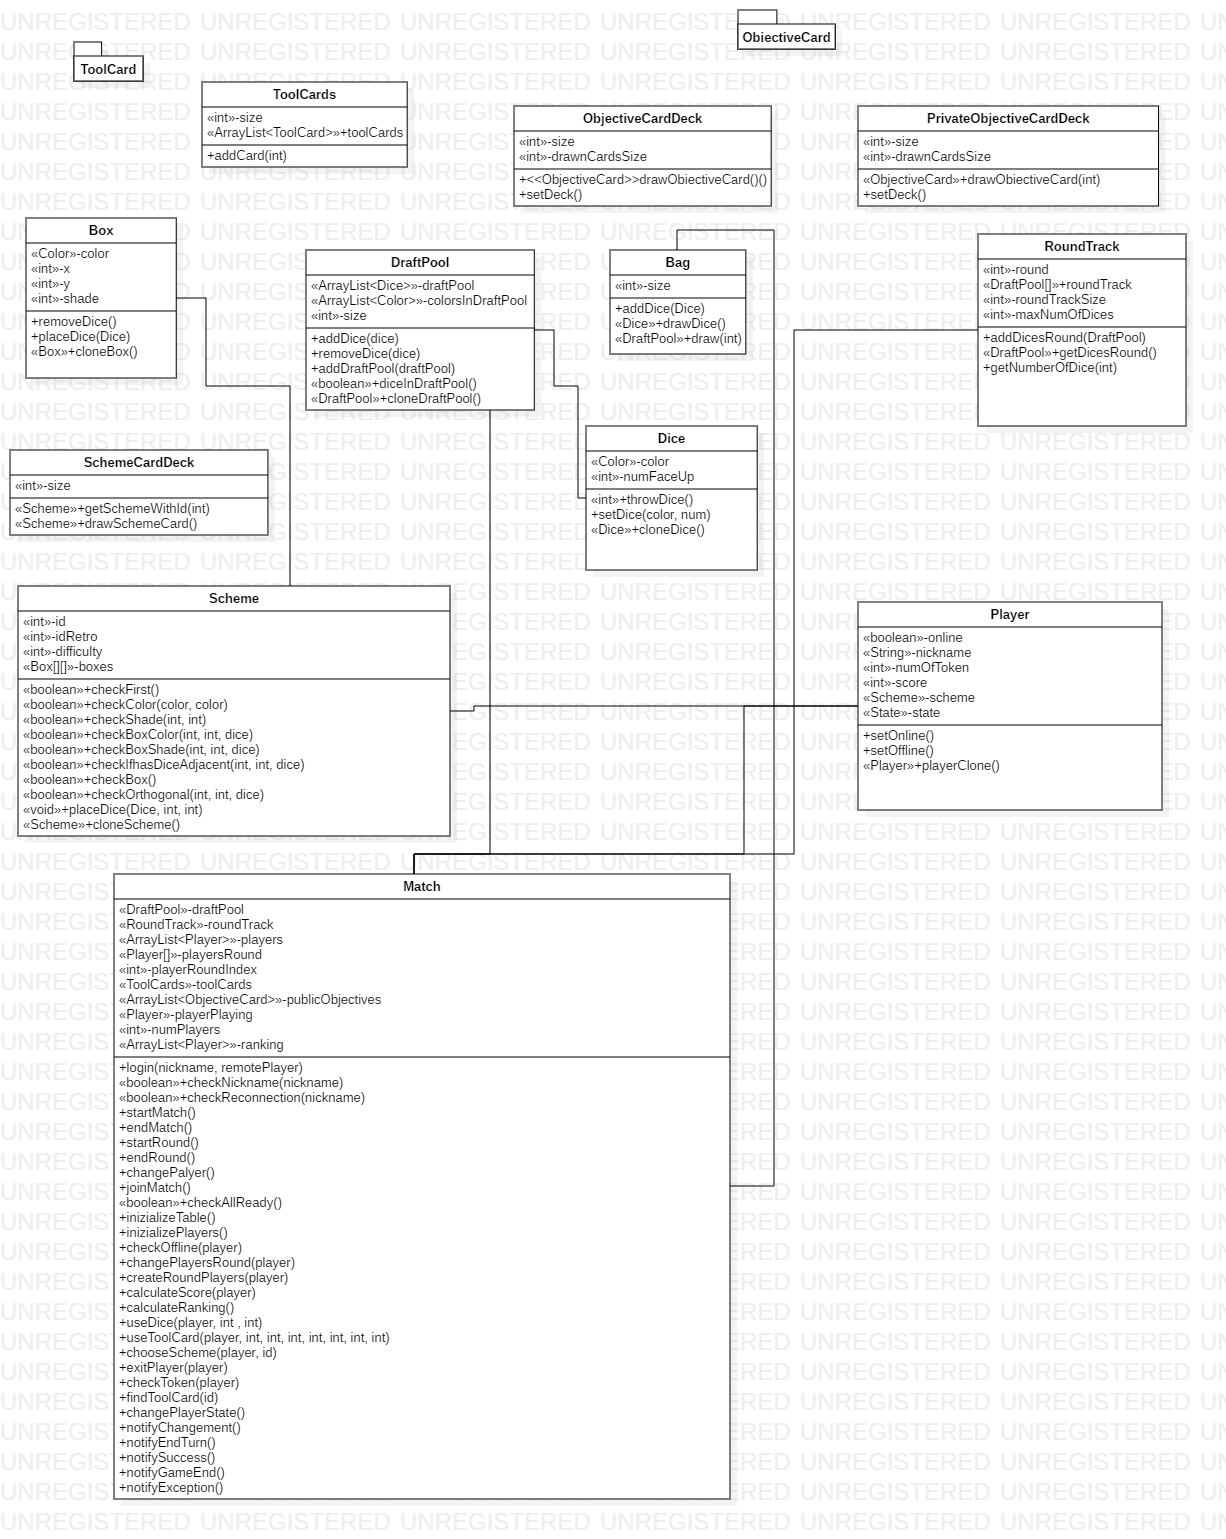 ObjectiveCard
ToolCard
ToolCards
«int»-size
«ArrayList<ToolCard>»+toolCards
+addCard(int)
ObjectiveCardDeck
«int»-size
«int»-drawnCardsSize
+<<ObjectiveCard>>drawObjectiveCard()()
+setDeck()
PrivateObjectiveCardDeck
«int»-size
«int»-drawnCardsSize
«ObjectiveCard»+drawObjectiveCard(int)
+setDeck()
Box
«Color»-color
«int»-x
«int»-y
«int»-shade
+removeDice()
+placeDice(Dice)
«Box»+cloneBox()
DraftPool
«ArrayList<Dice>»-draftPool
«ArrayList<Color>»-colorsInDraftPool
«int»-size
+addDice(dice)
+removeDice(dice)
+addDraftPool(draftPool)
«boolean»+diceInDraftPool()
«DraftPool»+cloneDraftPool()
Bag
«int»-size
+addDice(Dice)
«Dice»+drawDice()
«DraftPool»+draw(int)
RoundTrack
«int»-round
«DraftPool[]»+roundTrack
«int»-roundTrackSize
«int»-maxNumOfDices
+addDicesRound(DraftPool)
«DraftPool»+getDicesRound()
+getNumberOfDice(int)
Dice
«Color»-color
«int»-numFaceUp
«int»+throwDice()
+setDice(color, num)
«Dice»+cloneDice()
SchemeCardDeck
«int»-size
«Scheme»+getSchemeWithId(int)
«Scheme»+drawSchemeCard()
Scheme
«int»-id
«int»-idRetro
«int»-difficulty
«Box[][]»-boxes
«boolean»+checkFirst()
«boolean»+checkColor(color, color)
«boolean»+checkShade(int, int)
«boolean»+checkBoxColor(int, int, dice)
«boolean»+checkBoxShade(int, int, dice)
«boolean»+checkIfhasDiceAdjacent(int, int, dice)
«boolean»+checkBox()
«boolean»+checkOrthogonal(int, int, dice)
«void»+placeDice(Dice, int, int)
«Scheme»+cloneScheme()
Player
«boolean»-online
«String»-nickname
«int»-numOfToken
«int»-score
«Scheme»-scheme
«State»-state
+setOnline()
+setOffline()
«Player»+playerClone()
Match
«DraftPool»-draftPool
«RoundTrack»-roundTrack
«ArrayList<Player>»-players
«Player[]»-playersRound
«int»-playerRoundIndex
«ToolCards»-toolCards
«ArrayList<ObjectiveCard>»-publicObjectives
«Player»-playerPlaying
«int»-numPlayers
«ArrayList<Player>»-ranking
+login(nickname, remotePlayer)
«boolean»+checkNickname(nickname)
«boolean»+checkReconnection(nickname)
+startMatch()
+endMatch()
+startRound()
+endRound()
+changePalyer()
+joinMatch()
«boolean»+checkAllReady()
+inizializeTable()
+inizializePlayers()
+checkOffline(player)
+changePlayersRound(player)
+createRoundPlayers(player)
+calculateScore(player)
+calculateRanking()
+useDice(player, int , int)
+useToolCard(player, int, int, int, int, int, int, int)
+chooseScheme(player, id)
+exitPlayer(player)
+checkToken(player)
+findToolCard(id)
+changePlayerState()
+notifyChangement()
+notifyEndTurn()
+notifySuccess()
+notifyGameEnd()
+notifyException()